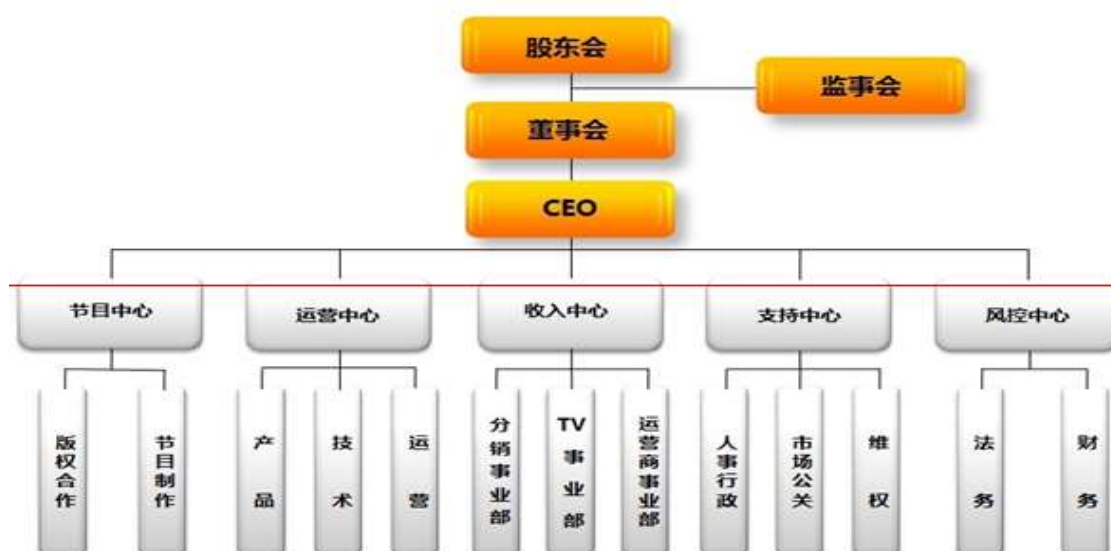 股东会
监事会
董事会
CEO
节目中心
运营中心
收入中心
支持中心
风控中心
版权合作
节目制作
产品
技术
运营
分销事业部
TV事业部
运营商事业部
人事行政
市场公关
维权
法务
财务